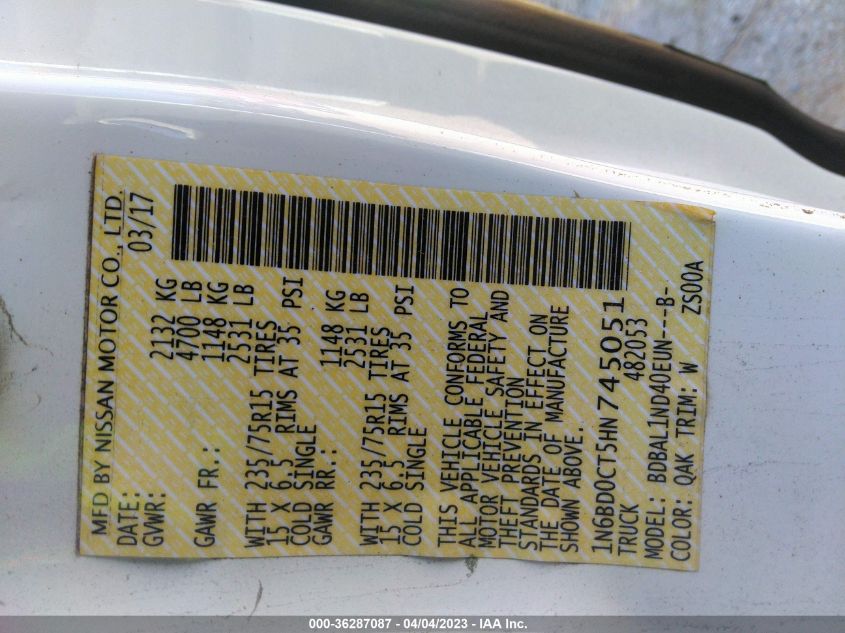 MFD BY NISSAN MOTOR CO., LTD.
DATE: 03/17
GVWR: 2132 KG
4700 LB
GAWR FR.: 1148 KG
2531 LB
WITH 235/75R15 TIRES
15 X 6.5 RIMS AT 35 PSI
COLD SINGLE
GAWR RR.: 1148 KG
2531 LB
WITH 235/75R15 TIRES
15 X 6.5 RIMS AT 35 PSI
COLD SINGLE
THIS VEHICLE CONFORMS TO
ALL APPLICABLE FEDERAL
MOTOR VEHICLE SAFETY AND
THEFT PREVENTION
STANDARDS IN EFFECT ON
THE DATE OF MANUFACTURE
SHOWN ABOVE.
1N6BD0CT5HN745051
TRUCK 482053
MODEL: BDBAL1ND40EUN---B-
COLOR: QAK TRIM: W ZS00A
000-36287087 - 04/04/2023 - IAA Inc.